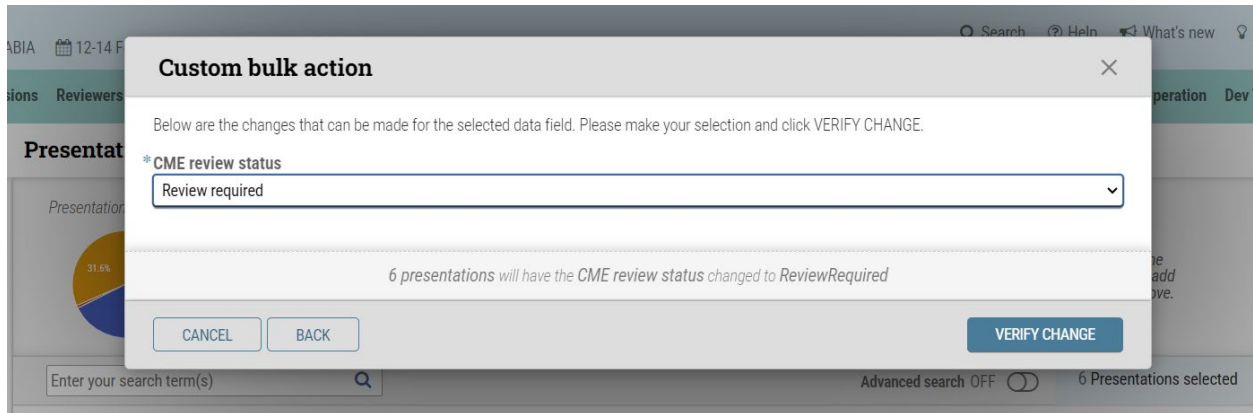 ABIA 12-14 F Search Help What's new
Custom bulk action
sions Reviewers peration Dev
Below are the changes that can be made for the selected data field. Please make your selection and click VERIFY CHANGE.
Presentat
*CME review status
Review required
Presentation
31.6%
add
ove.
6 presentations will have the CME review status changed to ReviewRequired
CANCEL BACK VERIFY CHANGE
Enter your search term(s) Advanced search OFF 6 Presentations selected